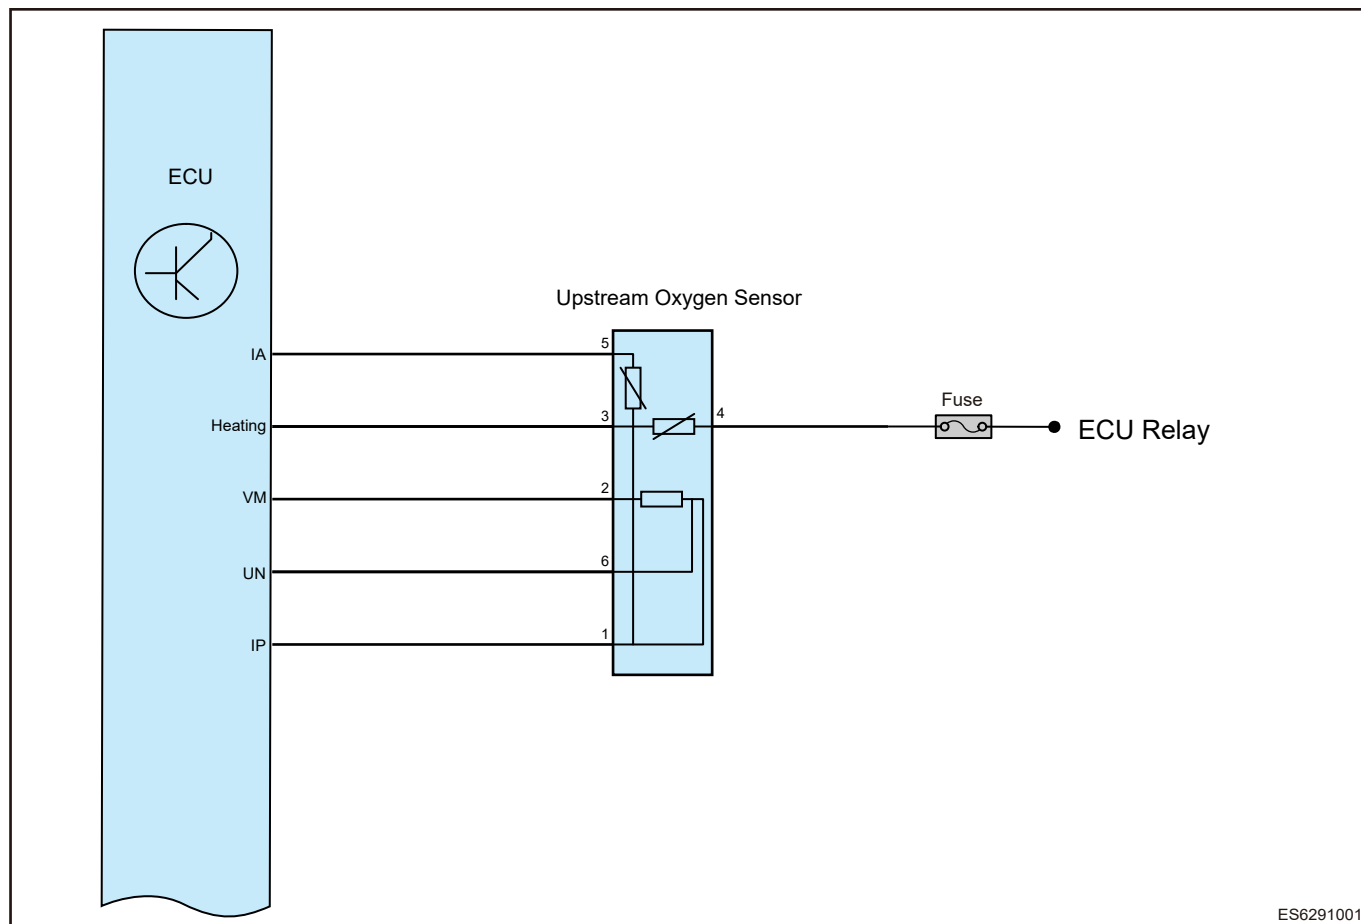 ECU
Upstream Oxygen Sensor
IA
5
Heating
3
4
Fuse
ECU Relay
VM
2
UN
6
IP
1
ES6291001